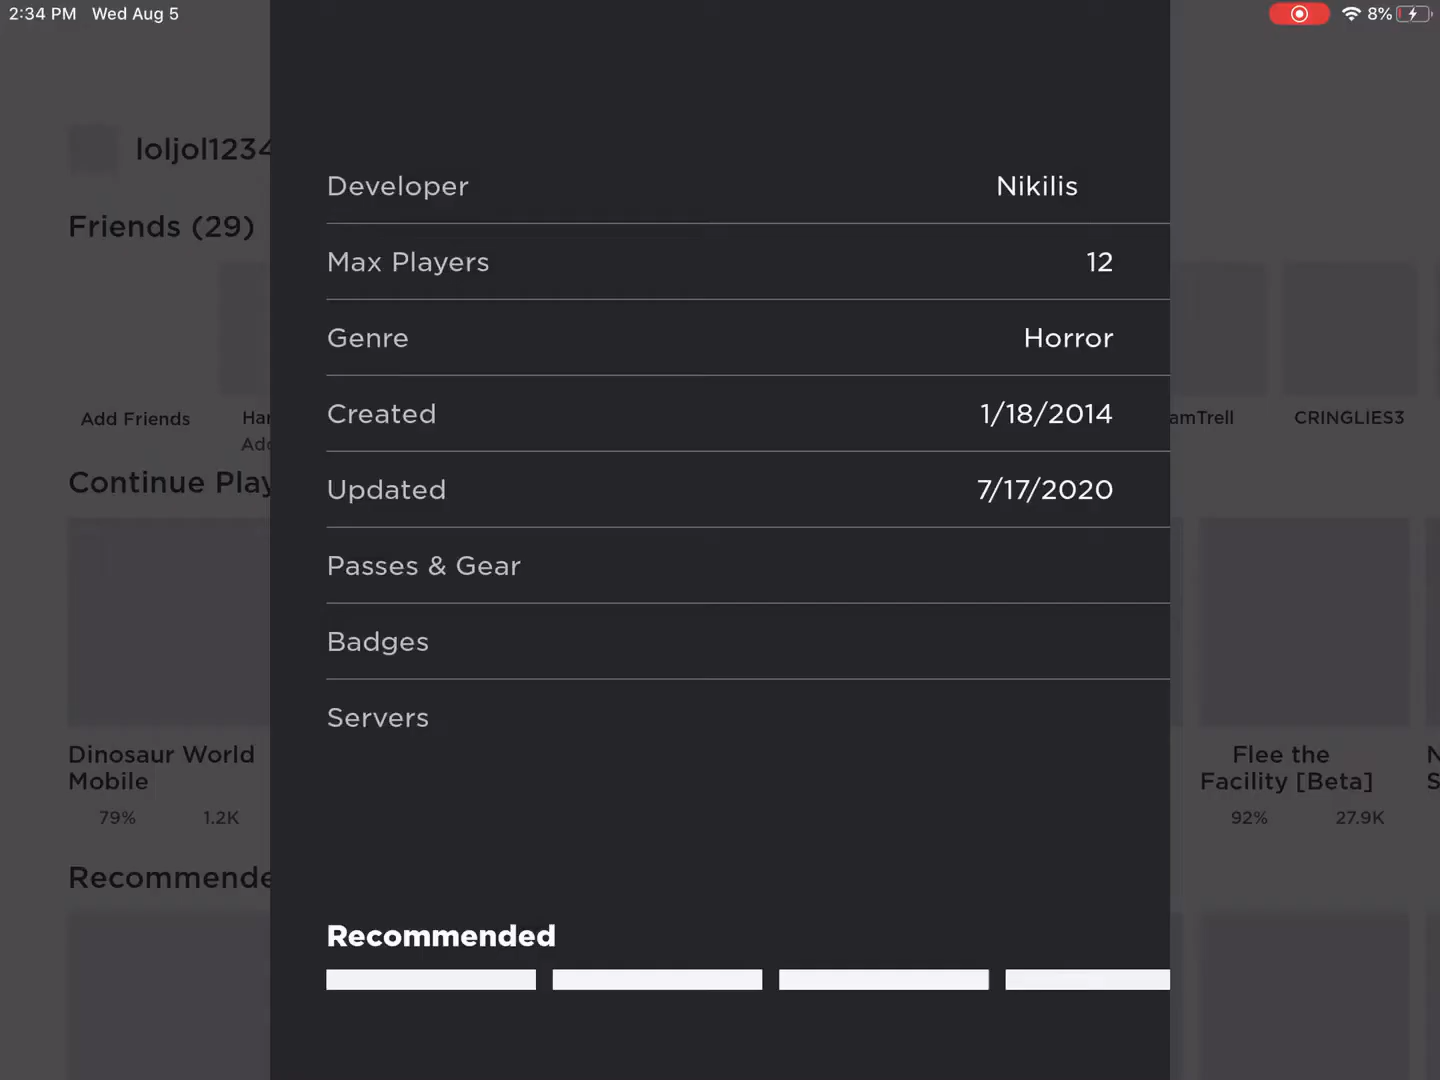 2:34 PM Wed Aug 5
8%
loljol1234
Friends (29)
Add Friends
Har
Add
amTrell
CRINGLIES3
Continue Play
Dinosaur World
Mobile
79% 1.2K
Flee the
Facility [Beta]
92% 27.9K
N
S
Recommende
Developer Nikilis
Max Players 12
Genre Horror
Created 1/18/2014
Updated 7/17/2020
Passes & Gear
Badges
Servers
Recommended